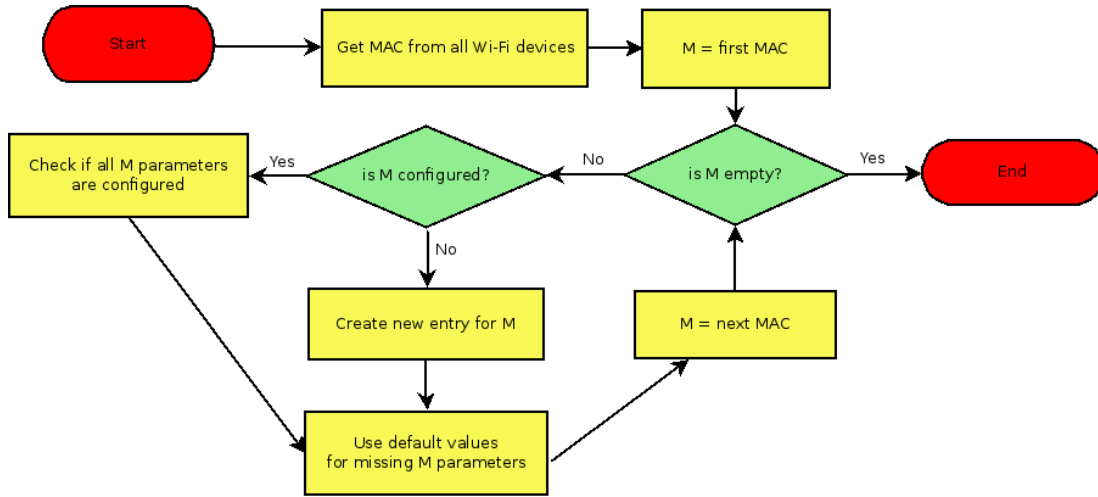 Start
Get MAC from all Wi-Fi devices
M = first MAC
Check if all M parameters
are configured
Yes
is M configured?
No
is M empty?
Yes
End
No
Create new entry for M
M = next MAC
Use default values
for missing M parameters